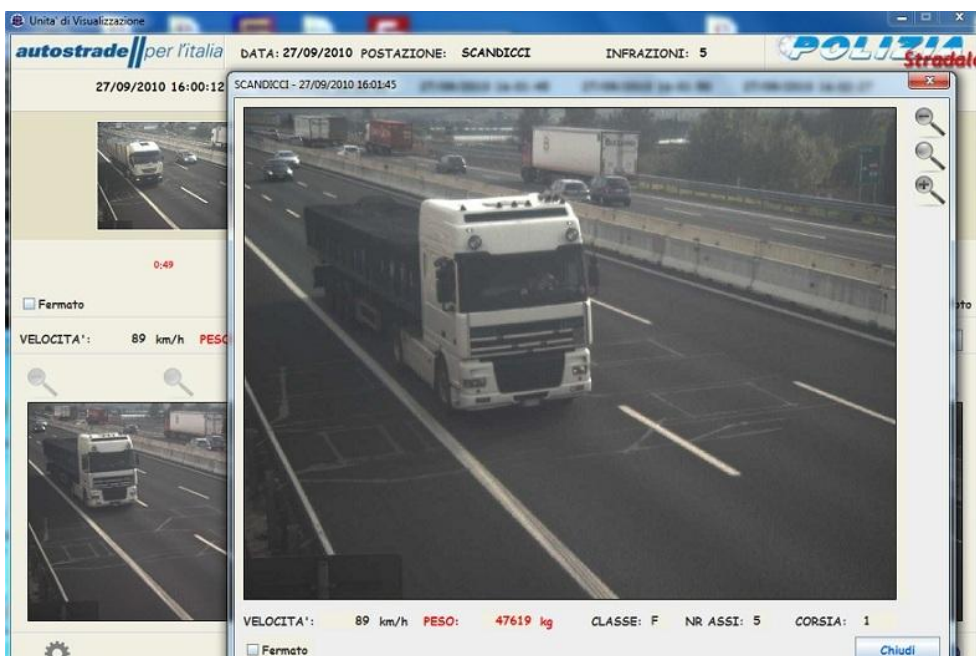 Unita' di Visualizzazione
autostrade per l'italia
DATA: 27/09/2010 POSTAZIONE: SCANDICCI INFRAZIONI: 5
POLIZIA
Stradale
27/09/2010 16:00:12
SCANDICCI - 27/09/2010 16:01:45
0:49
Fermato
VELOCITA': 89 km/h PESO
VELOCITA': 89 km/h PESO: 47619 kg CLASSE: F NR ASSI: 5 CORSIA: 1
Fermato
Chiudi